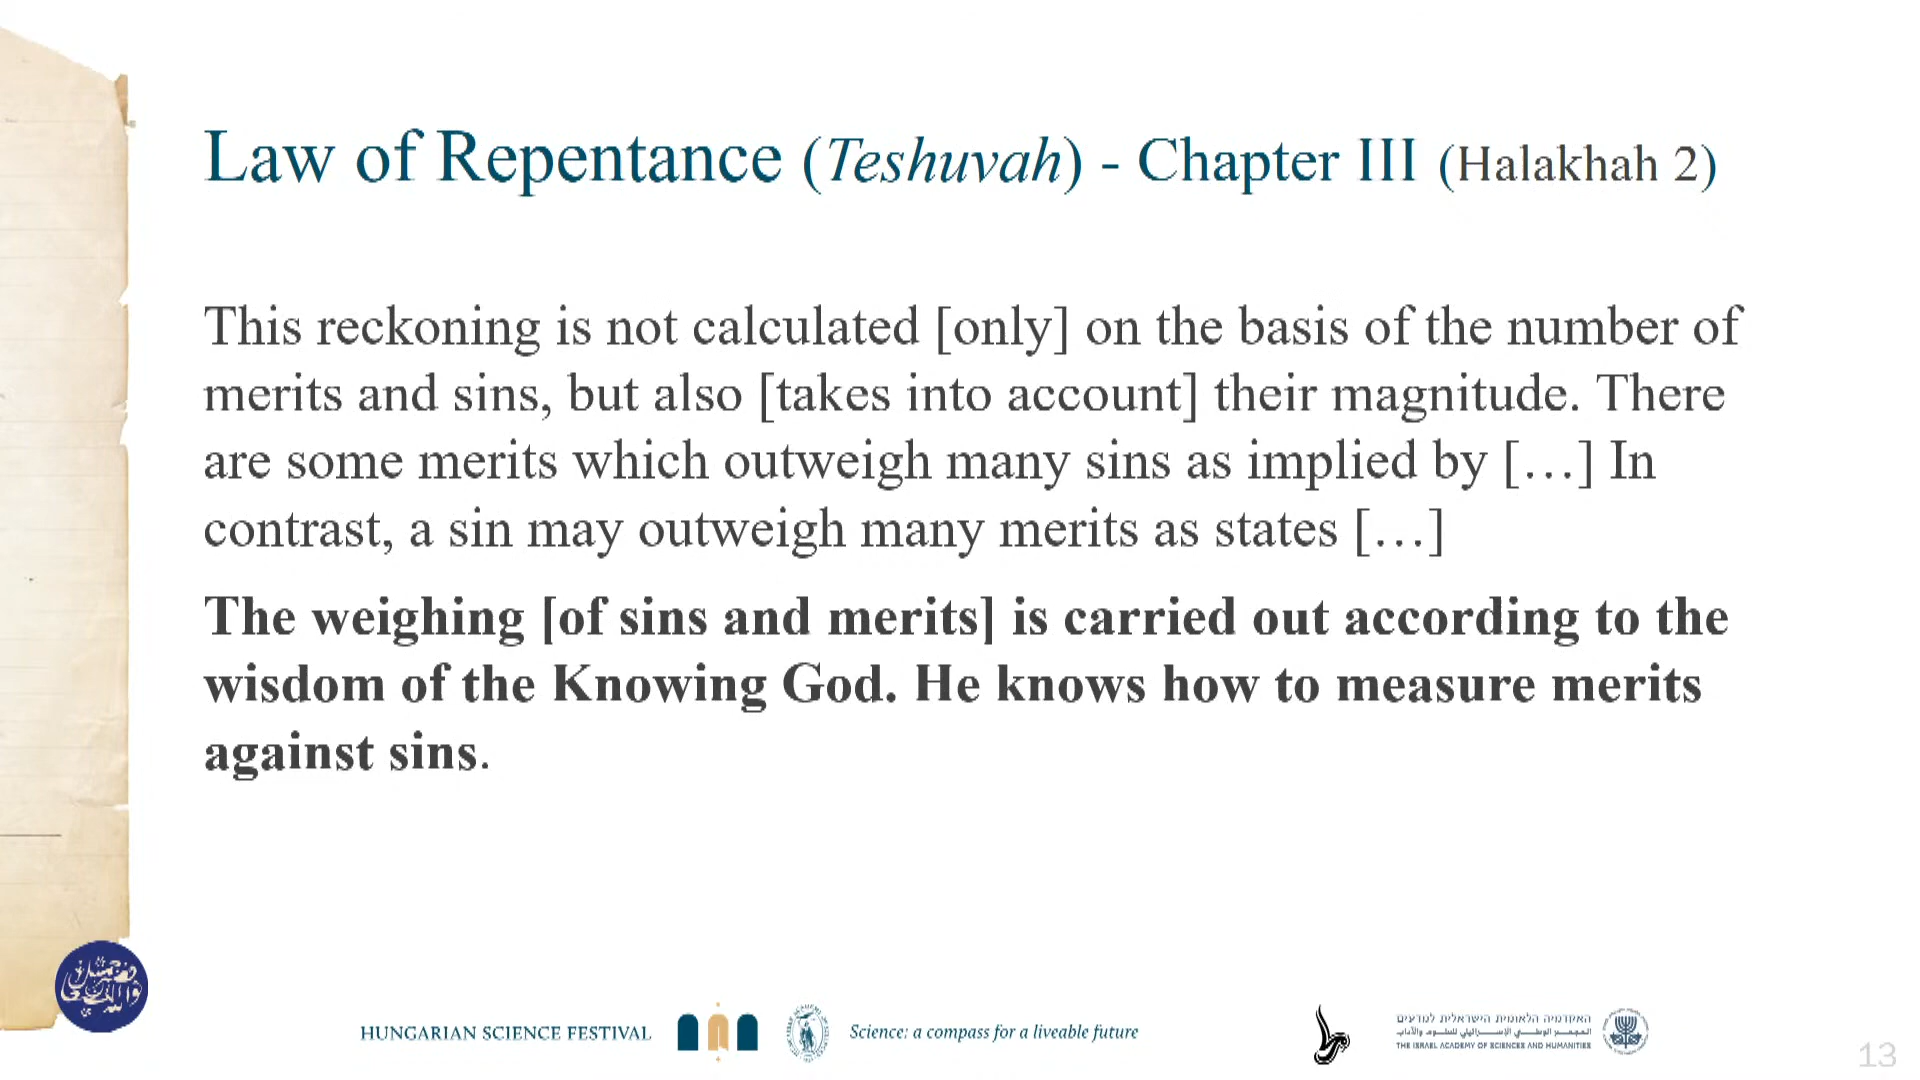 Law of Repentance (Teshuvah) - Chapter III (Halakhah 2)
This reckoning is not calculated [only] on the basis of the number of
merits and sins, but also [takes into account] their magnitude. There
are some merits which outweigh many sins as implied by […] In
contrast, a sin may outweigh many merits as states […]
The weighing [of sins and merits] is carried out according to the
wisdom of the Knowing God. He knows how to measure merits
against sins.
HUNGARIAN SCIENCE FESTIVAL
Science: a compass for a liveable future
האקדמיה הלאומית הישראלית למדעים
THE ISRAEL ACADEMY OF SCIENCES AND HUMANITIES
13